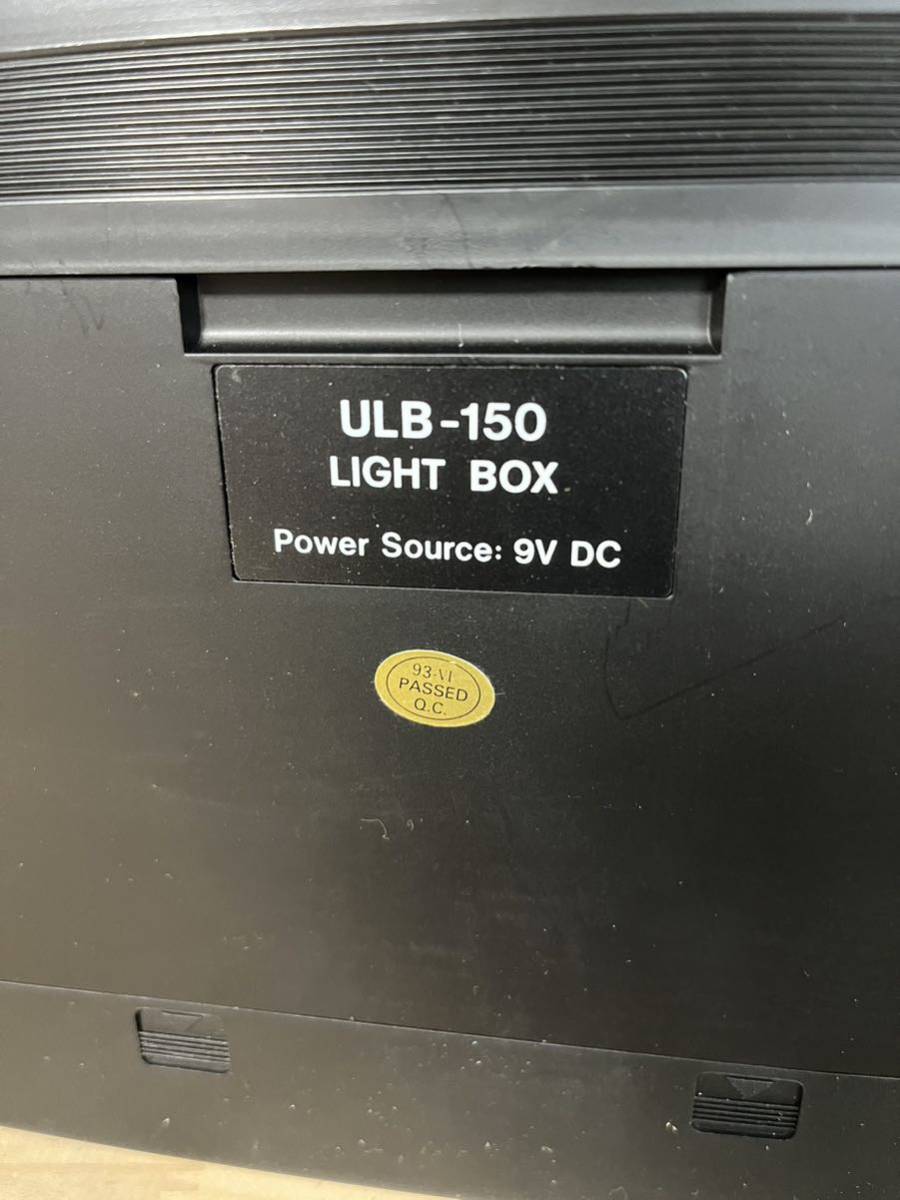 ULB-150
LIGHT BOX
Power Source: 9V DC
93-VI
PASSED
Q.C.